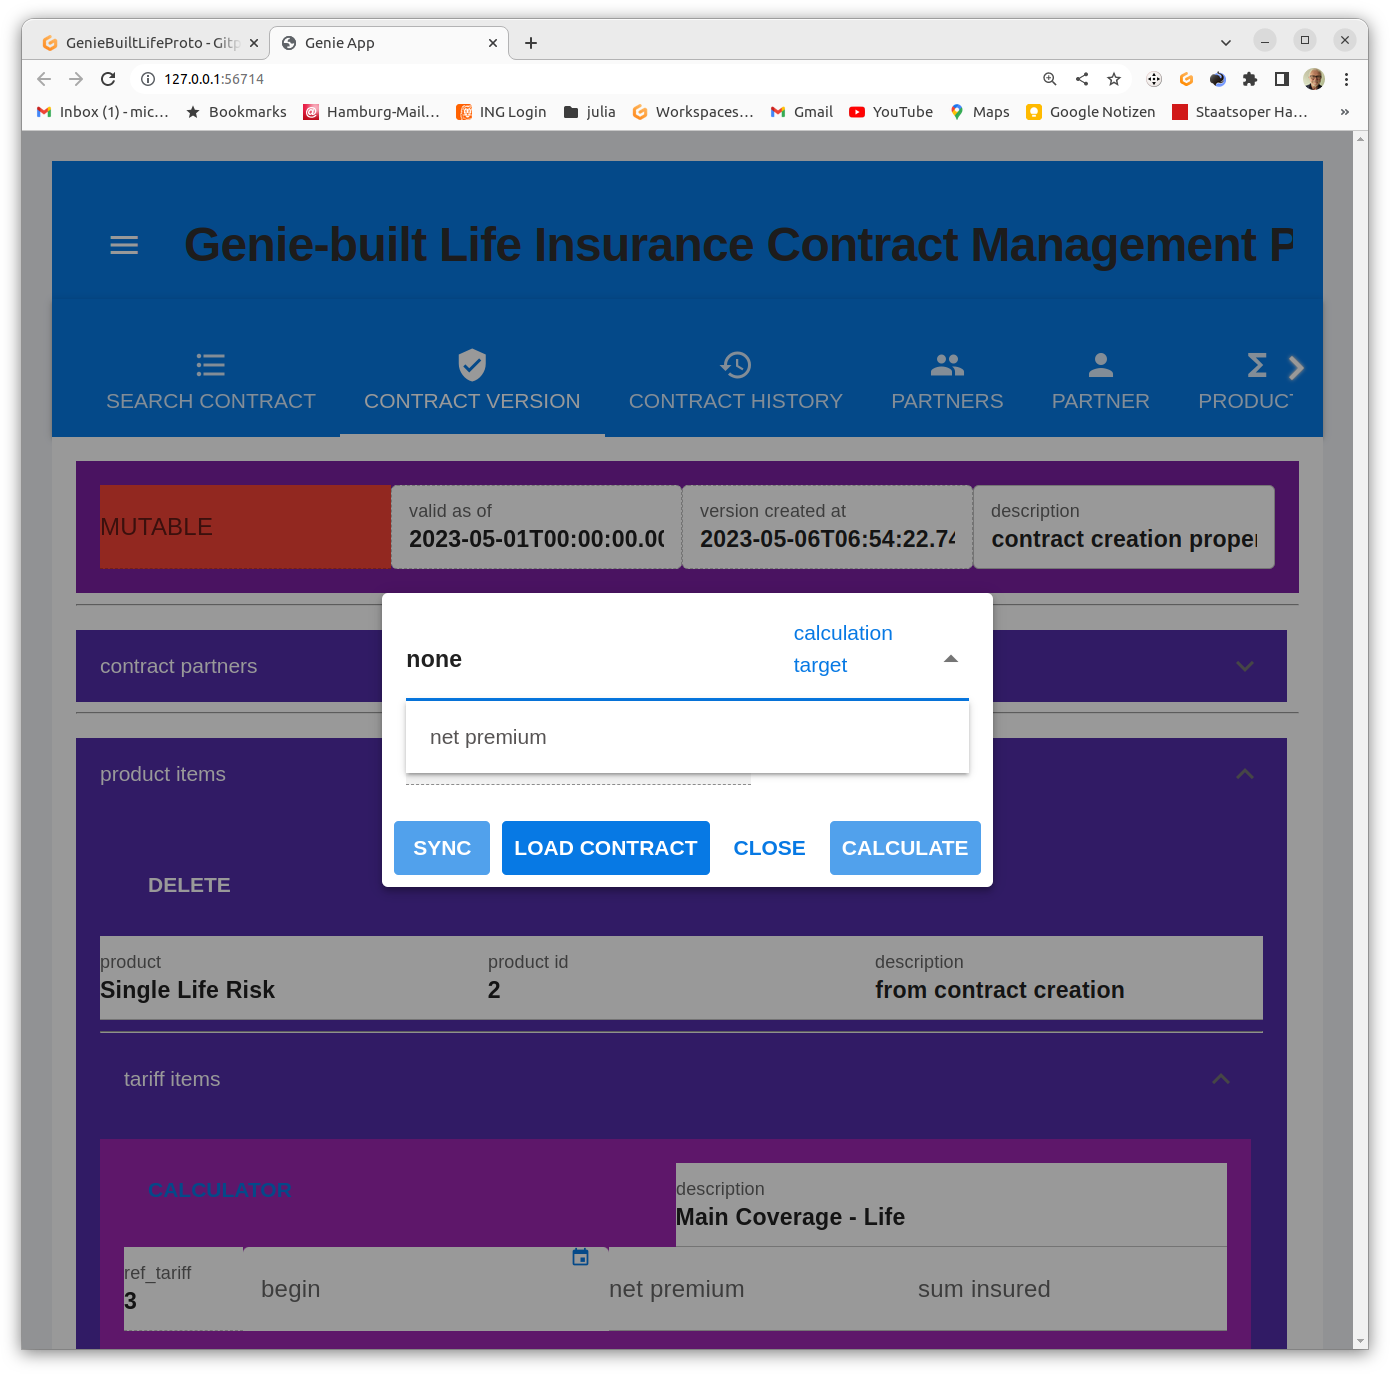 GenieBuiltLifeProto - Gitp
Genie App
127.0.0.1:56714
Inbox (1) - mic...
Bookmarks
Hamburg-Mail...
ING Login
julia
Workspaces...
Gmail
YouTube
Maps
Google Notizen
Staatsoper Ha...
»
Genie-built Life Insurance Contract Management P
SEARCH CONTRACT
CONTRACT VERSION
CONTRACT HISTORY
PARTNERS
PARTNER
PRODUCT
MUTABLE
valid as of
2023-05-01T00:00:00.00
version created at
2023-05-06T06:54:22.74
description
contract creation proper
contract partners
none
calculation
target
net premium
SYNC
LOAD CONTRACT
CLOSE
CALCULATE
product items
DELETE
product
Single Life Risk
product id
2
description
from contract creation
tariff items
CALCULATOR
description
Main Coverage - Life
ref_tariff
3
begin
net premium
sum insured